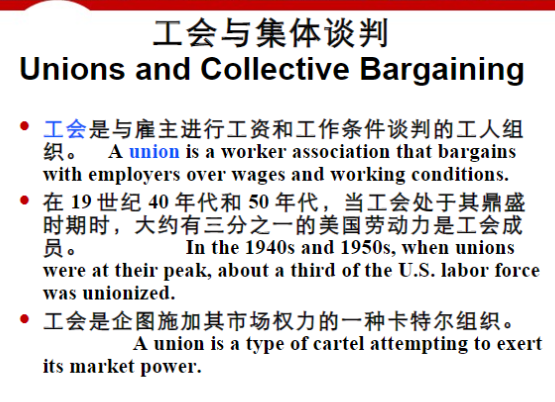 工会与集体谈判
Unions and Collective Bargaining
• 工会是与雇主进行工资和工作条件谈判的工人组
织。 A union is a worker association that bargains
with employers over wages and working conditions.
• 在 19 世纪 40 年代和 50 年代，当工会处于其鼎盛
时期时，大约有三分之一的美国劳动力是工会成
员。 In the 1940s and 1950s, when unions
were at their peak, about a third of the U.S. labor force
was unionized.
• 工会是企图施加其市场权力的一种卡特尔组织。
A union is a type of cartel attempting to exert
its market power.